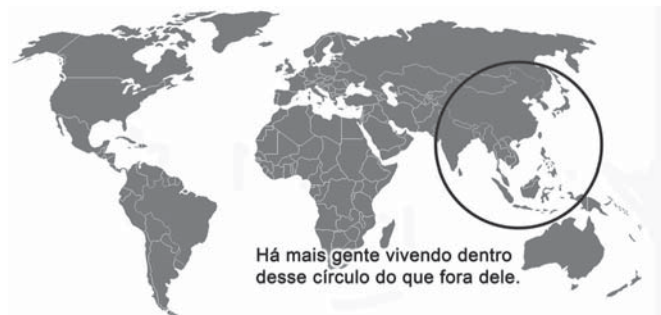 Há mais gente vivendo dentro
desse círculo do que fora dele.